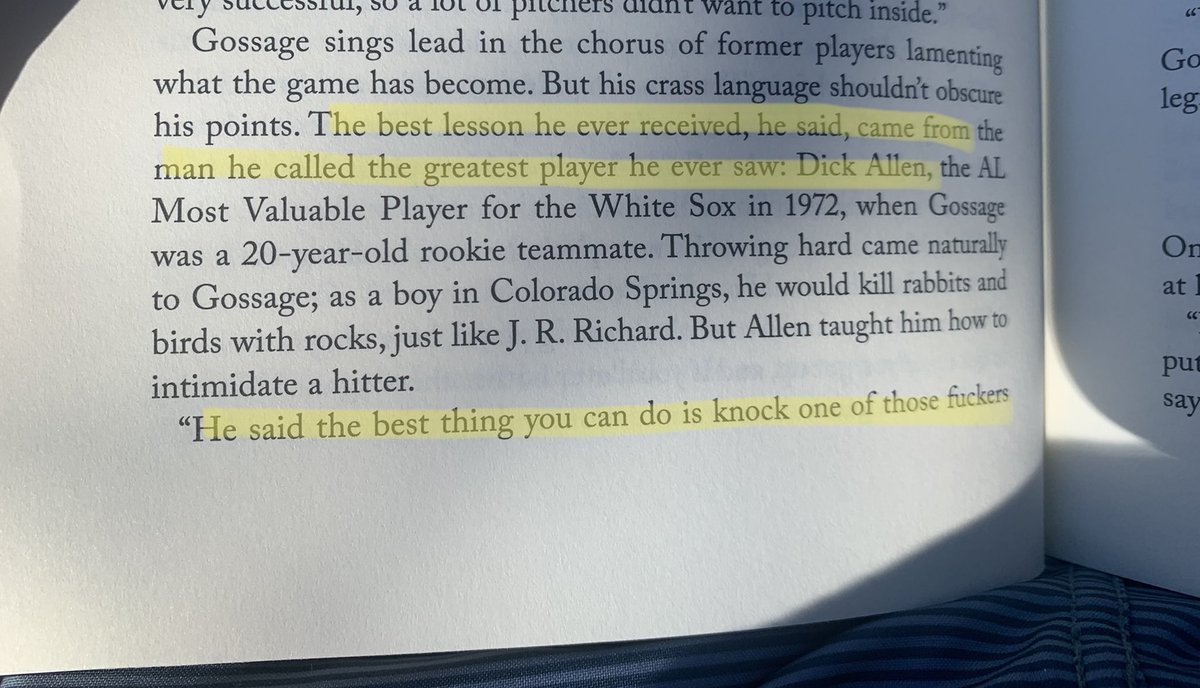 very successful, so a lot of pitchers didn't want to pitch inside.”
Gossage sings lead in the chorus of former players lamenting
what the game has become. But his crass language shouldn't obscure
his points. The best lesson he ever received, he said, came from the
man he called the greatest player he ever saw: Dick Allen, the AL
Most Valuable Player for the White Sox in 1972, when Gossage
was a 20-year-old rookie teammate. Throwing hard came naturally
to Gossage; as a boy in Colorado Springs, he would kill rabbits and
birds with rocks, just like J. R. Richard. But Allen taught him how to
intimidate a hitter.
“He said the best thing you can do is knock one of those fuckers
Go
leg
On
at
put
say